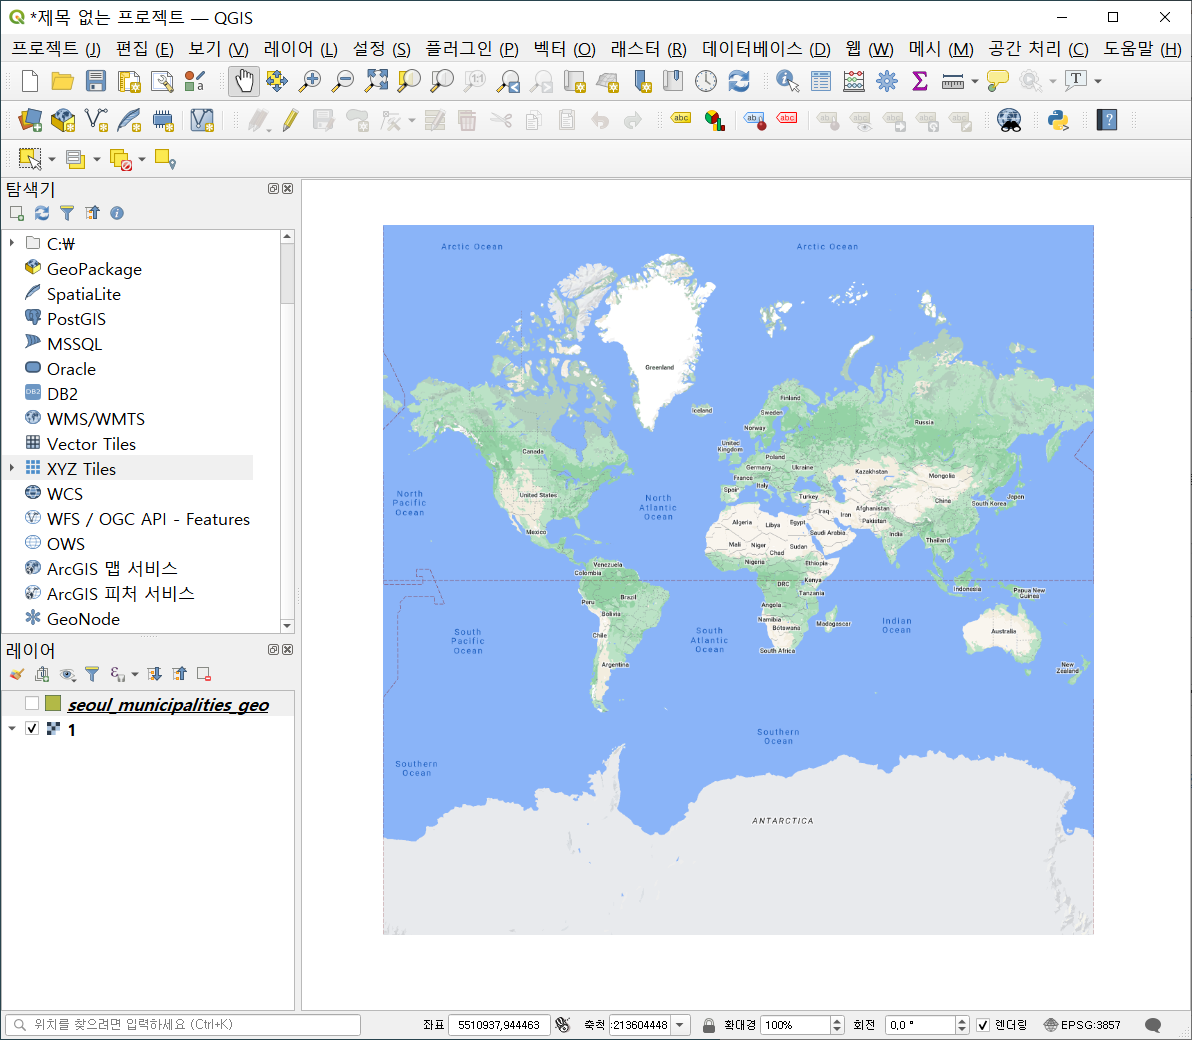 *제목 없는 프로젝트 — QGIS
프로젝트 (J) 편집 (E) 보기 (V) 레이어 (L) 설정 (S) 플러그인 (P) 벡터 (O) 래스터 (R) 데이터베이스 (D) 웹 (W) 메시 (M) 공간 처리 (C) 도움말 (H)
1:1
T
a
abc
abc
abc
abc
?
탐색기
C:₩
GeoPackage
SpatiaLite
PostGIS
MSSQL
Oracle
DB2 DB2
WMS/WMTS
Vector Tiles
XYZ Tiles
WCS
WFS / OGC API - Features
OWS
ArcGIS 맵 서비스
ArcGIS 피처 서비스
GeoNode
레이어
seoul_municipalities_geo
1
Arctic Ocean
Arctic Ocean
Greenland
Iceland
Finland
Sweden
Norway
Russia
United
Kingdom
Poland
Germany
Ukraine
France
Italy
Spain
Turkey
Kazakhstan
Mongolia
China
South Korea
Japan
Canada
United States
Mexico
North
Pacific
Ocean
North
Atlantic
Ocean
Algeria
Libya
Egypt
Iraq
Iran
Afghanistan
Pakistan
Saudi Arabia
India
Thailand
Mali
Niger
Chad
Sudan
Nigeria
Ethiopia
Venezuela
Colombia
DRC
Kenya
Tanzania
Indonesia
Papua New
Guinea
Peru
Brazil
Bolivia
Angola
Namibia
Botswana
Madagascar
South Africa
Chile
Argentina
South
Pacific
Ocean
South
Atlantic
Ocean
Indian
Ocean
Australia
New
Zealand
Southern
Ocean
Southern
Ocean
ANTARCTICA
위치를 찾으려면 입력하세요 (Ctrl+K) 좌표 5510937,944463 축척 :213604448 확대경 100% 회전 0,0 ° 렌더링 EPSG:3857